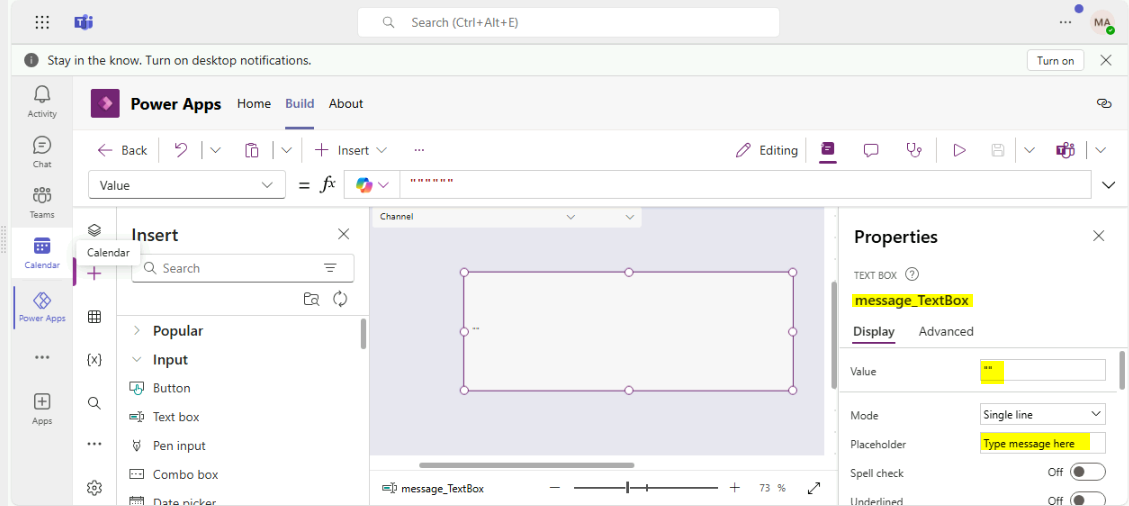 Search (Ctrl+Alt+E)
MA
Stay in the know. Turn on desktop notifications.
Turn on
Activity
Chat
Teams
Calendar
Power Apps
Apps
Power Apps Home Build About
Back
Insert
Editing
Value
= fx
""""""
Calendar
Insert
Search
{x}
Popular
Input
Button
Text box
Pen input
Combo box
Date picker
Channel
""
message_TextBox
73 %
Properties
TEXT BOX
message_TextBox
Display Advanced
Value ""
Mode Single line
Placeholder Type message here
Spell check Off
Underlined Off